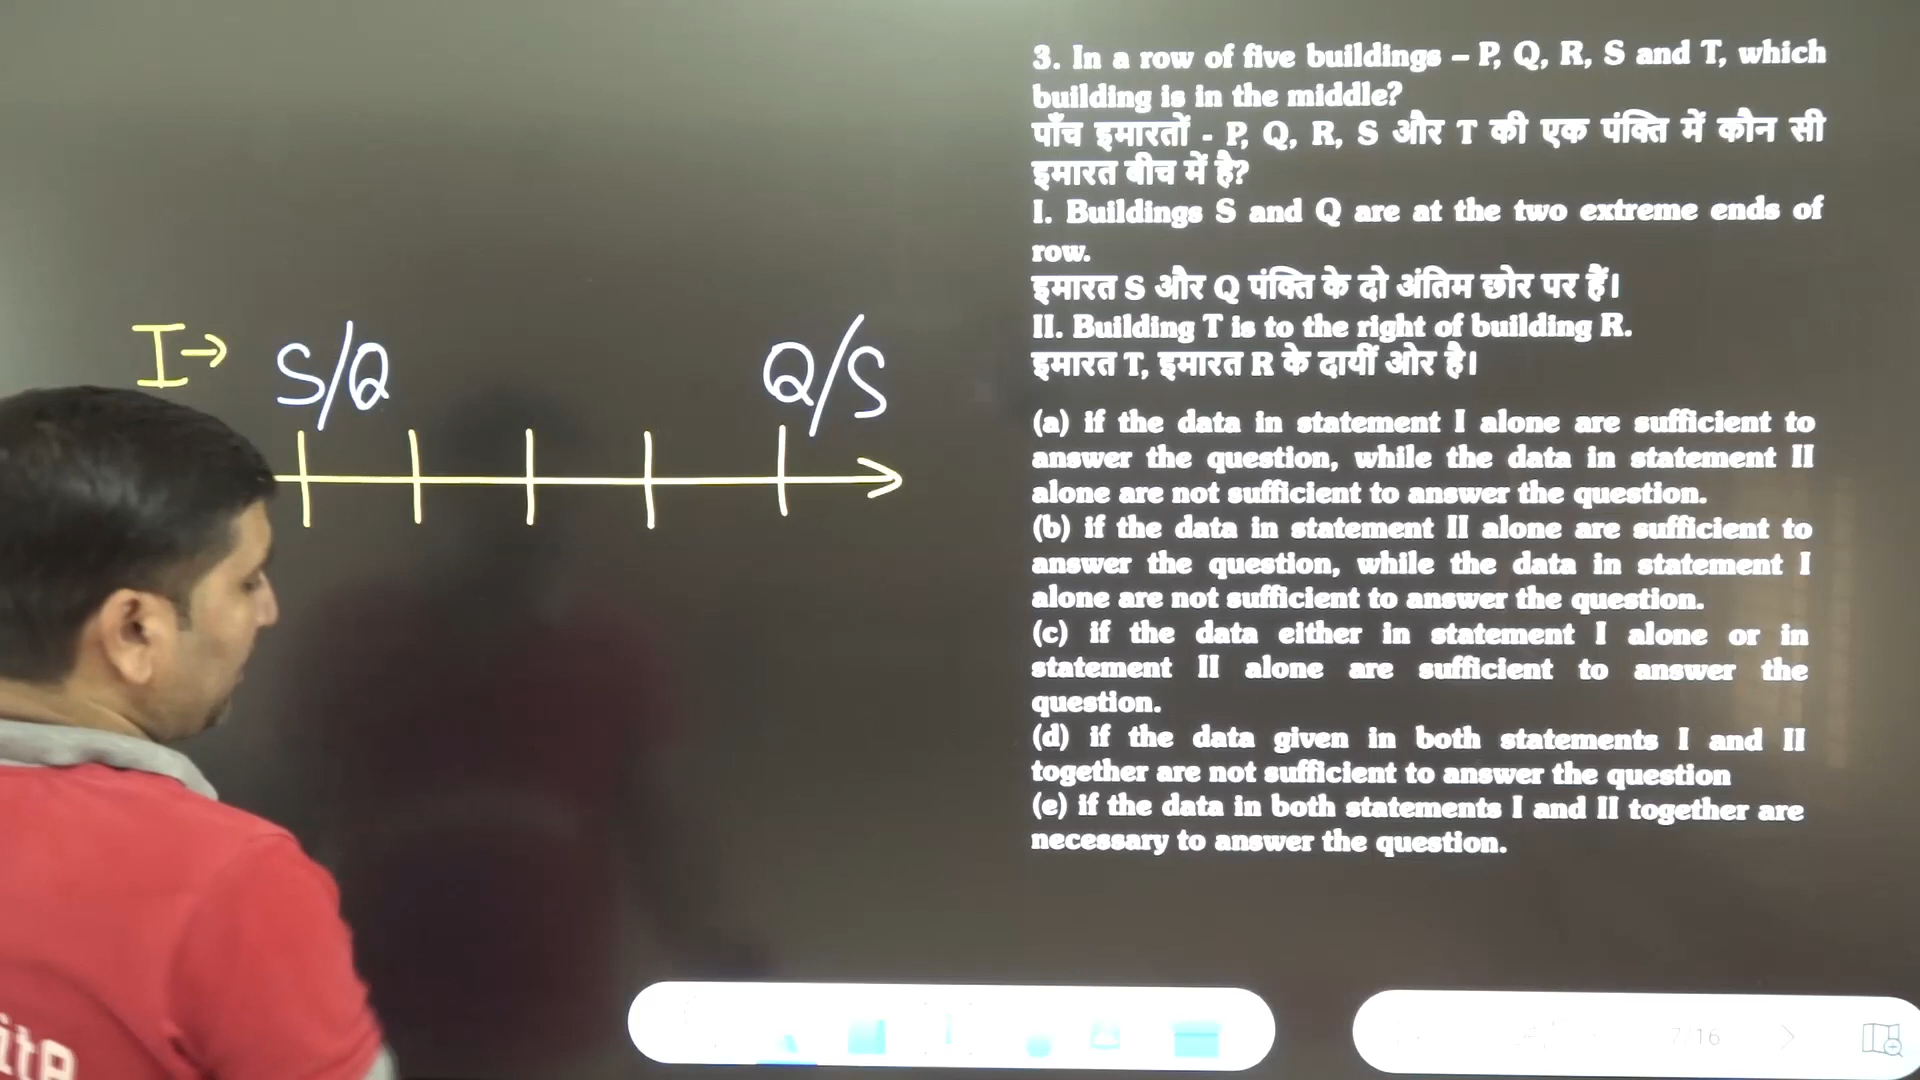 3. In a row of five buildings – P, Q, R, S and T, which
building is in the middle?
पाँच इमारतों - P, Q, R, S और T की एक पंक्ति में कौन सी
इमारत बीच में है?
I. Buildings S and Q are at the two extreme ends of
row.
इमारत S और Q पंक्ति के दो अंतिम छोर पर हैं।
II. Building T is to the right of building R.
इमारत T, इमारत R के दायीं ओर है।
(a) if the data in statement I alone are sufficient to
answer the question, while the data in statement II
alone are not sufficient to answer the question.
(b) if the data in statement II alone are sufficient to
answer the question, while the data in statement I
alone are not sufficient to answer the question.
(c) if the data either in statement I alone or in
statement II alone are sufficient to answer the
question.
(d) if the data given in both statements I and II
together are not sufficient to answer the question
(e) if the data in both statements I and II together are
necessary to answer the question.
I→ S/Q Q/S
7/16